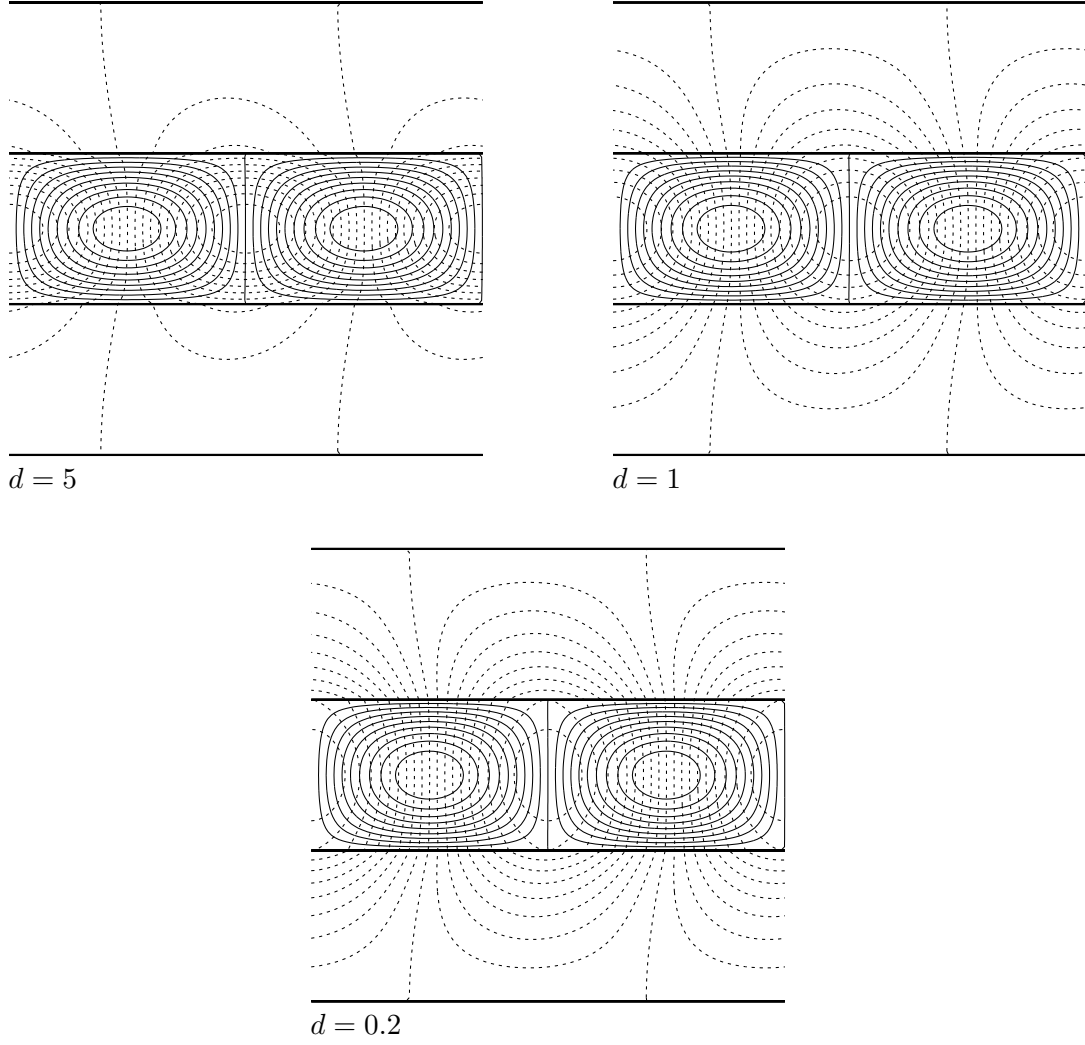 d = 5
d = 1
d = 0.2